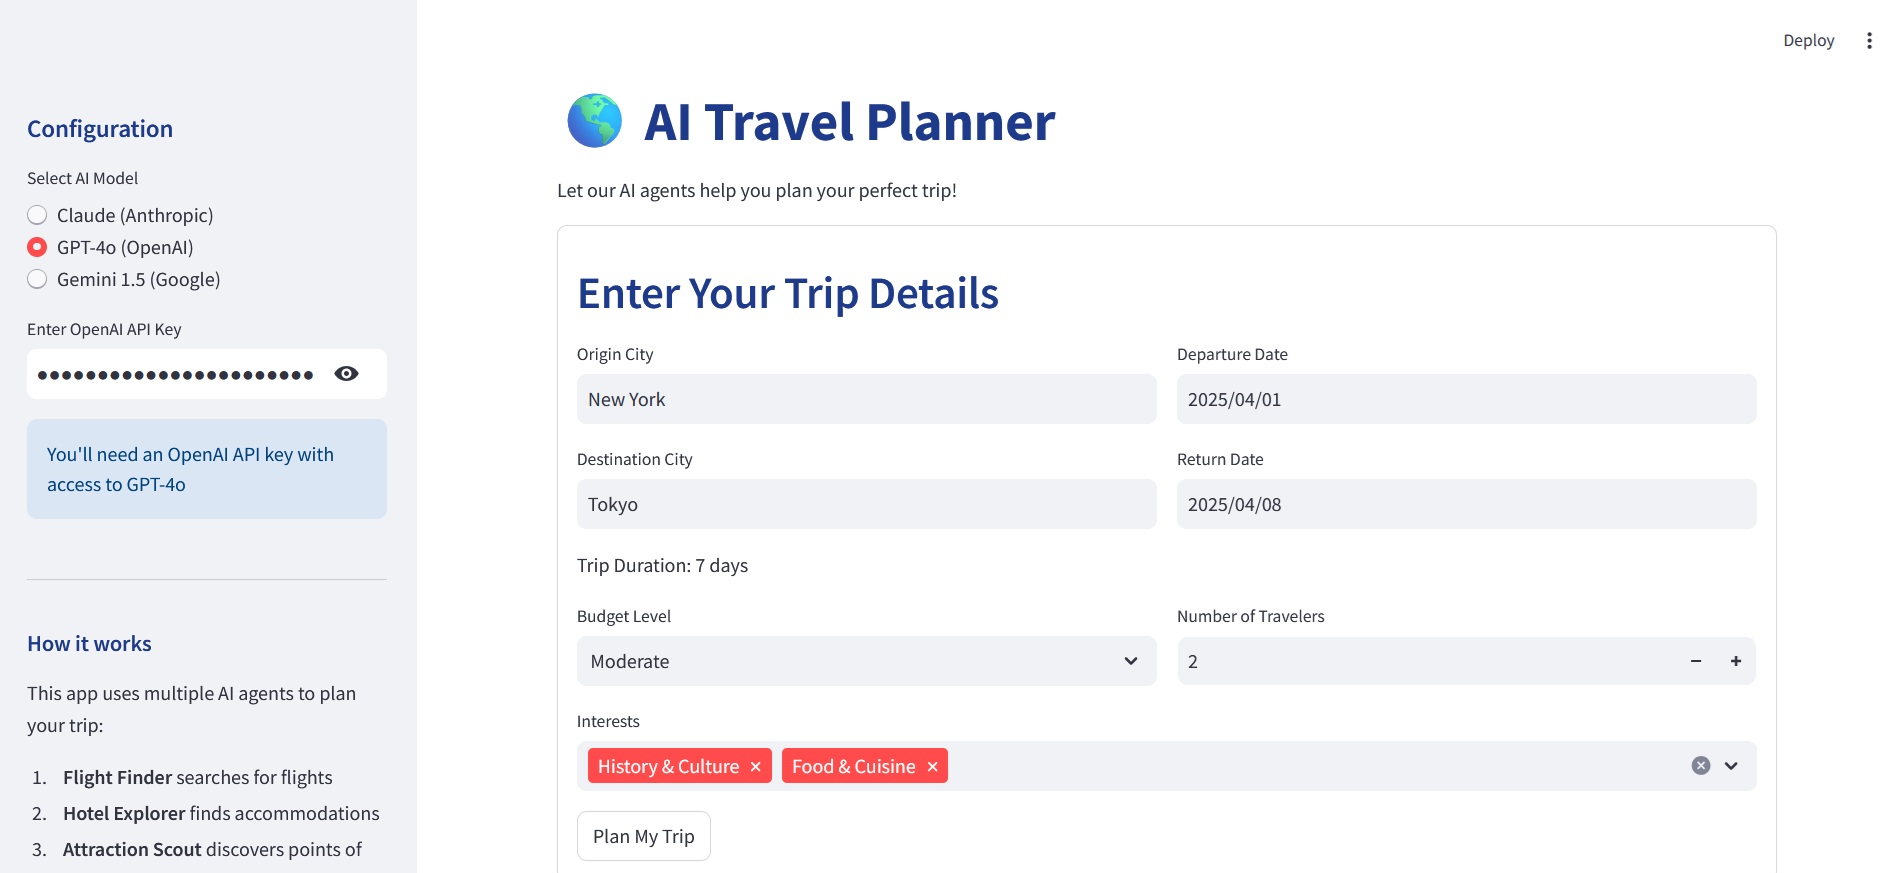 Deploy
Configuration
Select AI Model
Claude (Anthropic)
GPT-4o (OpenAI)
Gemini 1.5 (Google)
Enter OpenAI API Key
You'll need an OpenAI API key with
access to GPT-4o
How it works
This app uses multiple AI agents to plan
your trip:
1. Flight Finder searches for flights
2. Hotel Explorer finds accommodations
3. Attraction Scout discovers points of
AI Travel Planner
Let our AI agents help you plan your perfect trip!
Enter Your Trip Details
Origin City
New York
Departure Date
2025/04/01
Destination City
Tokyo
Return Date
2025/04/08
Trip Duration: 7 days
Budget Level
Moderate
Number of Travelers
2
Interests
History & Culture
Food & Cuisine
Plan My Trip